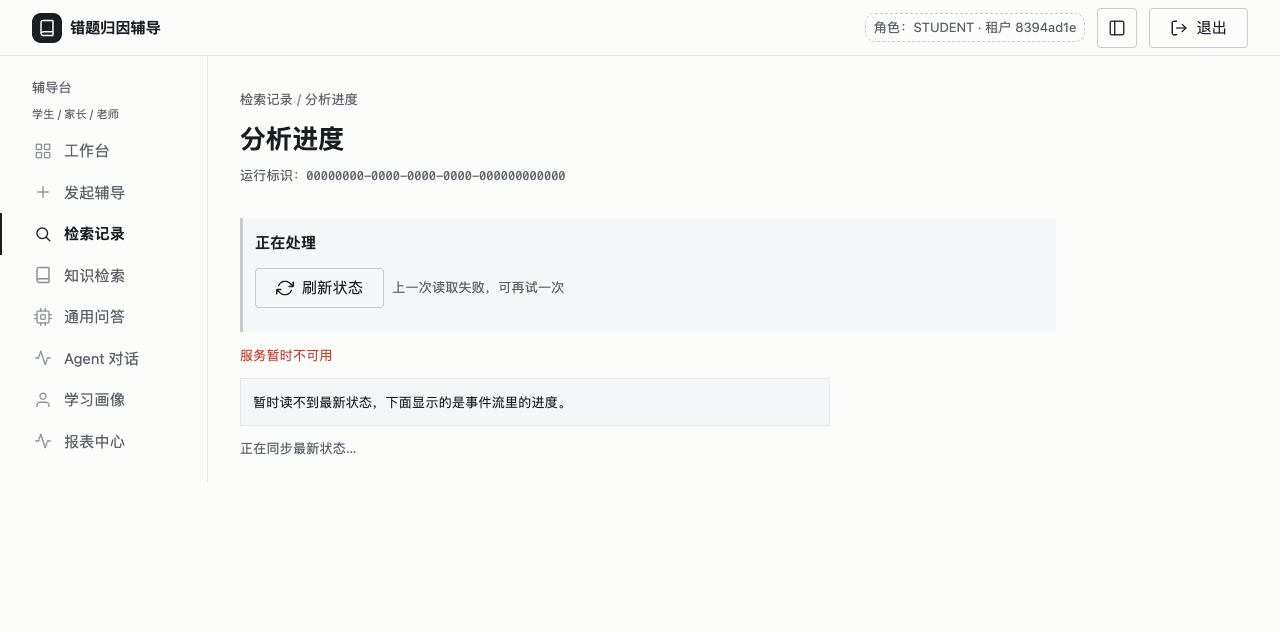 错题归因辅导
角色：STUDENT · 租户 8394ad1e
退出
辅导台
学生 / 家长 / 老师
工作台
发起辅导
检索记录
知识检索
通用问答
Agent 对话
学习画像
报表中心
检索记录 / 分析进度
分析进度
运行标识：00000000-0000-0000-0000-000000000000
正在处理
刷新状态
上一次读取失败，可再试一次
服务暂时不可用
暂时读不到最新状态，下面显示的是事件流里的进度。
正在同步最新状态…